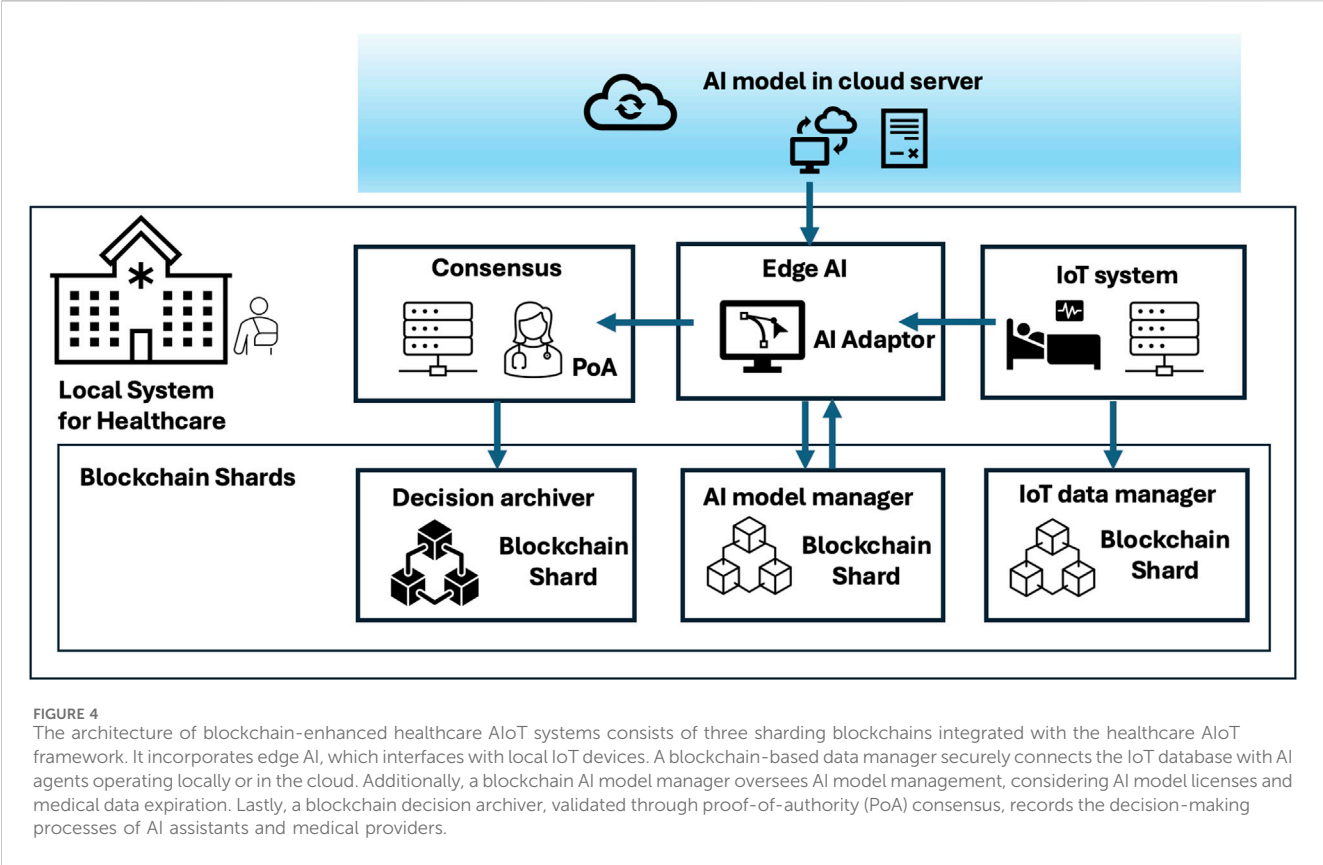 AI model in cloud server
Consensus
PoA
Edge AI
AI Adaptor
IoT system
Local System
for Healthcare
Blockchain Shards
Decision archiver
Blockchain
Shard
AI model manager
Blockchain
Shard
IoT data manager
Blockchain
Shard
FIGURE 4
The architecture of blockchain-enhanced healthcare AIoT systems consists of three sharding blockchains integrated with the healthcare AIoT
framework. It incorporates edge AI, which interfaces with local IoT devices. A blockchain-based data manager securely connects the IoT database with AI
agents operating locally or in the cloud. Additionally, a blockchain AI model manager oversees AI model management, considering AI model licenses and
medical data expiration. Lastly, a blockchain decision archiver, validated through proof-of-authority (PoA) consensus, records the decision-making
processes of AI assistants and medical providers.